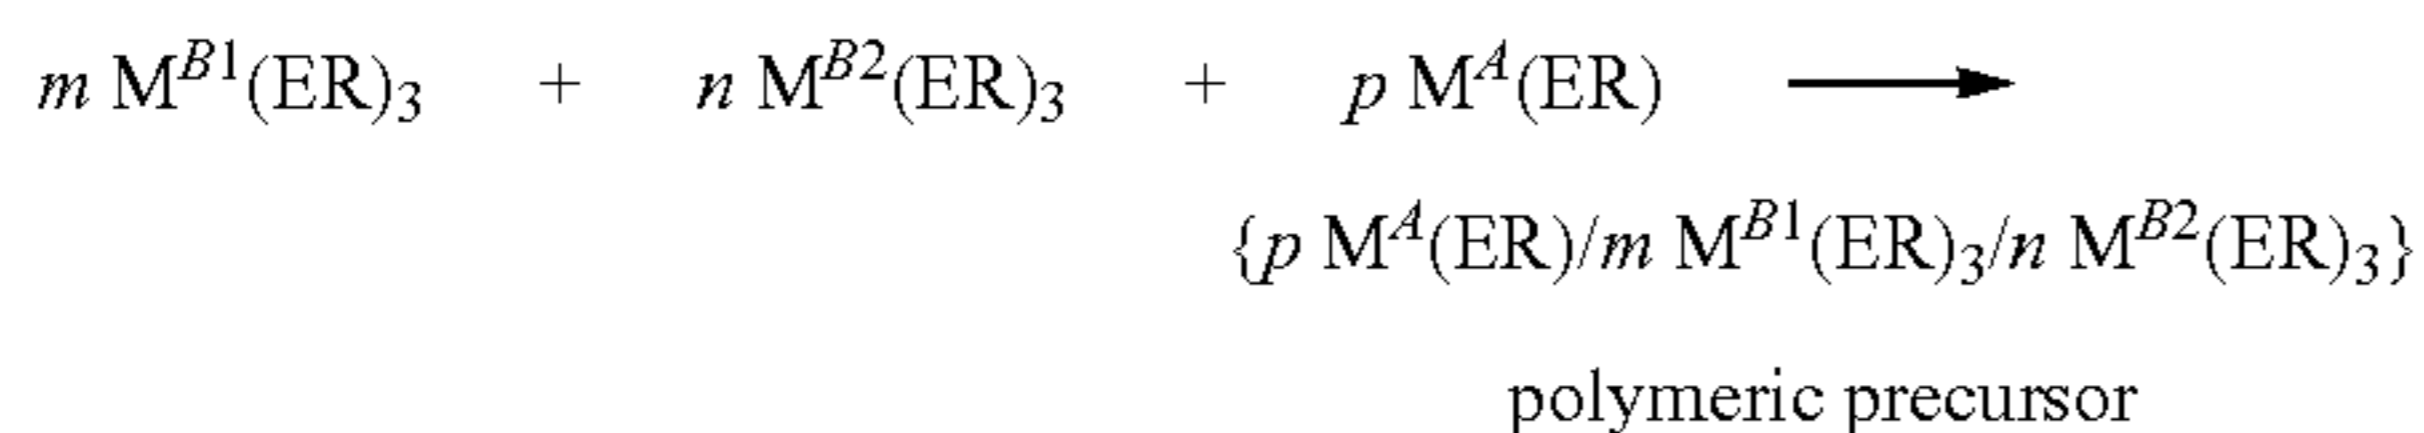 m M^{B1}(ER)_3 + n M^{B2}(ER)_3 + p M^A(ER) ⟶
{p M^A(ER)/m M^{B1}(ER)_3/n M^{B2}(ER)_3}
polymeric precursor